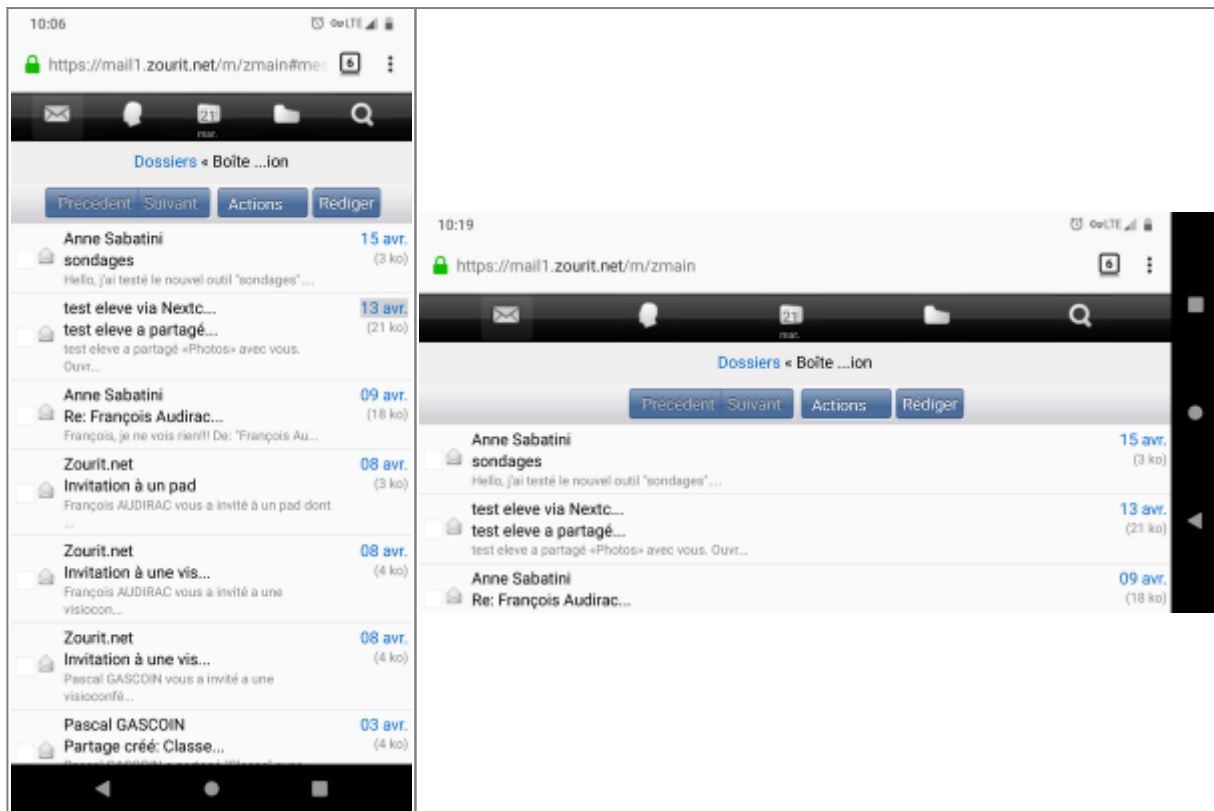 10:06
LTE
https://mail1.zourit.net/m/zmain#mes
6
21
mar.
Dossiers « Boîte ...ion
Précédent Suivant Actions Rédiger
Anne Sabatini 15 avr.
sondages (3 ko)
Hello, j'ai testé le nouvel outil "sondages"....
test eleve via Nextc... 13 avr.
test eleve a partagé... (21 ko)
test eleve a partagé «Photos» avec vous.
Ouvr...
Anne Sabatini 09 avr.
Re: François Audirac... (18 ko)
François, je ne vois rien!!! De: "François Au...
Zourit.net 08 avr.
Invitation à un pad (3 ko)
François AUDIRAC vous a invité à un pad dont
...
Zourit.net 08 avr.
Invitation à une vis... (4 ko)
François AUDIRAC vous a invité a une
visiocon...
Zourit.net 08 avr.
Invitation à une vis... (4 ko)
Pascal GASCOIN vous a invité a une
visioconfé...
Pascal GASCOIN 03 avr.
Partage créé: Classe... (4 ko)
10:19
LTE
https://mail1.zourit.net/m/zmain
6
21
mar.
Dossiers « Boîte ...ion
Précédent Suivant Actions Rédiger
Anne Sabatini 15 avr.
sondages (3 ko)
Hello, j'ai testé le nouvel outil "sondages"....
test eleve via Nextc... 13 avr.
test eleve a partagé... (21 ko)
test eleve a partagé «Photos» avec vous. Ouvr...
Anne Sabatini 09 avr.
Re: François Audirac... (18 ko)